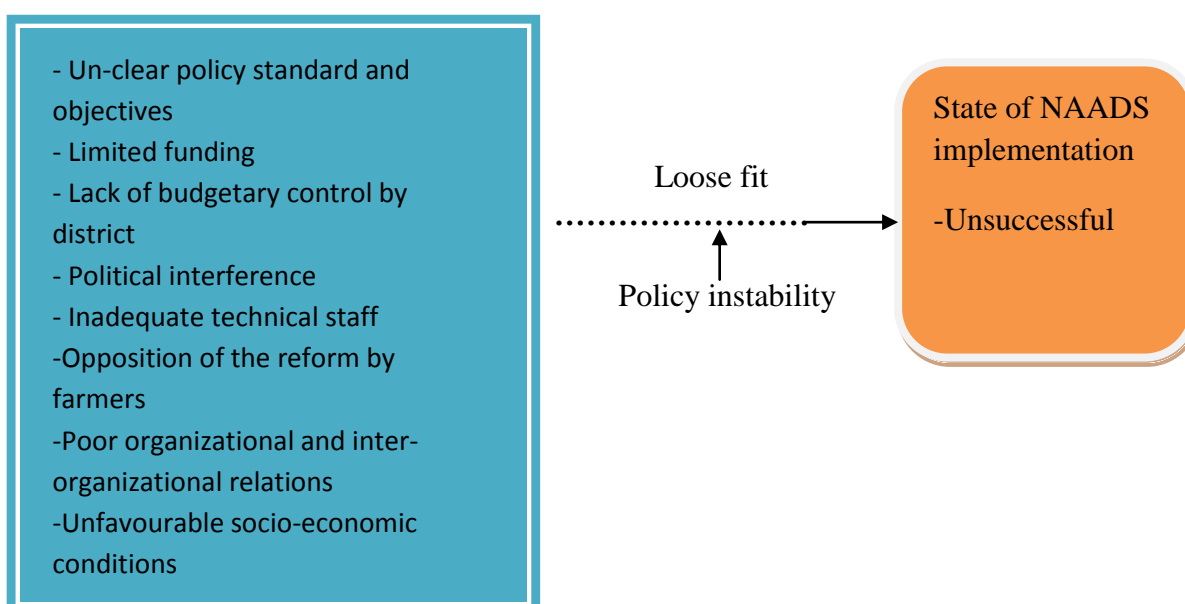 - Un-clear policy standard and
objectives
- Limited funding
- Lack of budgetary control by
district
- Political interference
- Inadequate technical staff
-Opposition of the reform by
farmers
-Poor organizational and inter-
organizational relations
-Unfavourable socio-economic
conditions
Loose fit
Policy instability
State of NAADS
implementation
-Unsuccessful